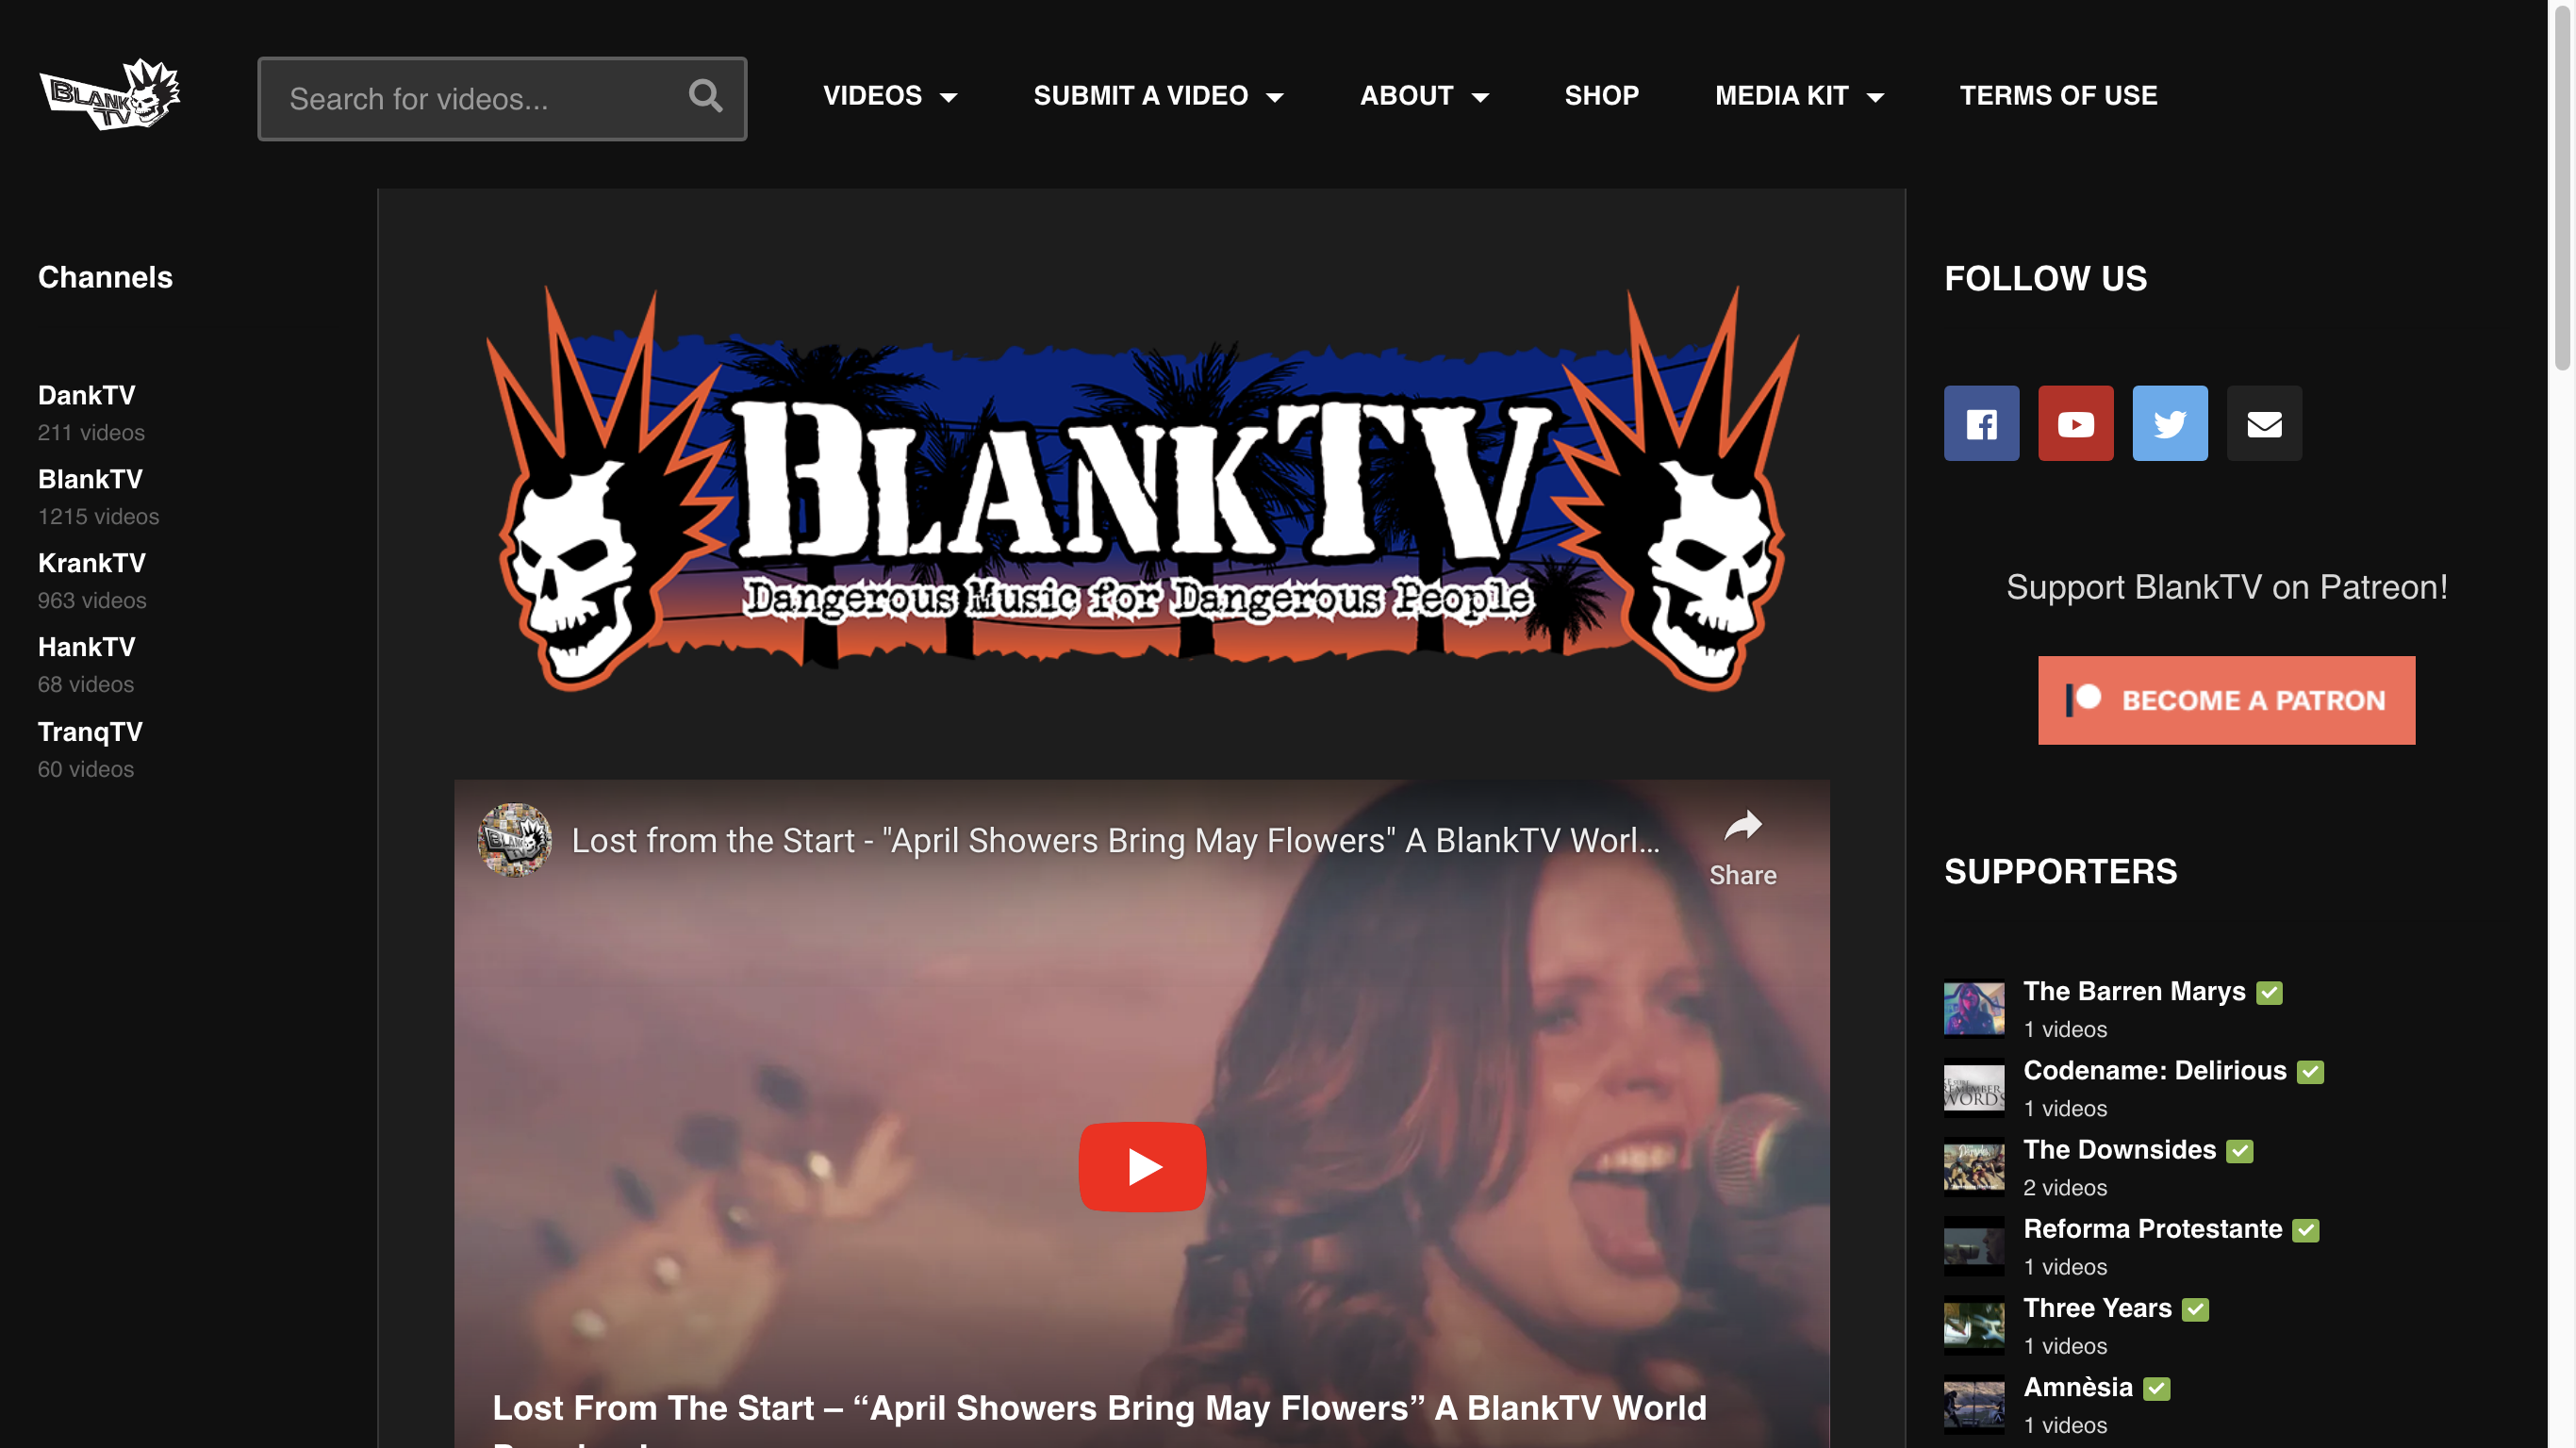 BLANK TV
Search for videos...
VIDEOS
SUBMIT A VIDEO
ABOUT
SHOP
MEDIA KIT
TERMS OF USE
Channels
DankTV
211 videos
BlankTV
1215 videos
KrankTV
963 videos
HankTV
68 videos
TranqTV
60 videos
BLANKTV
Dangerous Music for Dangerous People
Lost from the Start - "April Showers Bring May Flowers" A BlankTV Worl...
Share
Lost From The Start – “April Showers Bring May Flowers” A BlankTV World
FOLLOW US
Support BlankTV on Patreon!
BECOME A PATRON
SUPPORTERS
The Barren Marys
1 videos
Codename: Delirious
1 videos
REMEMBER
WORDS
The Downsides
2 videos
Reforma Protestante
1 videos
Three Years
1 videos
Amnèsia
1 videos